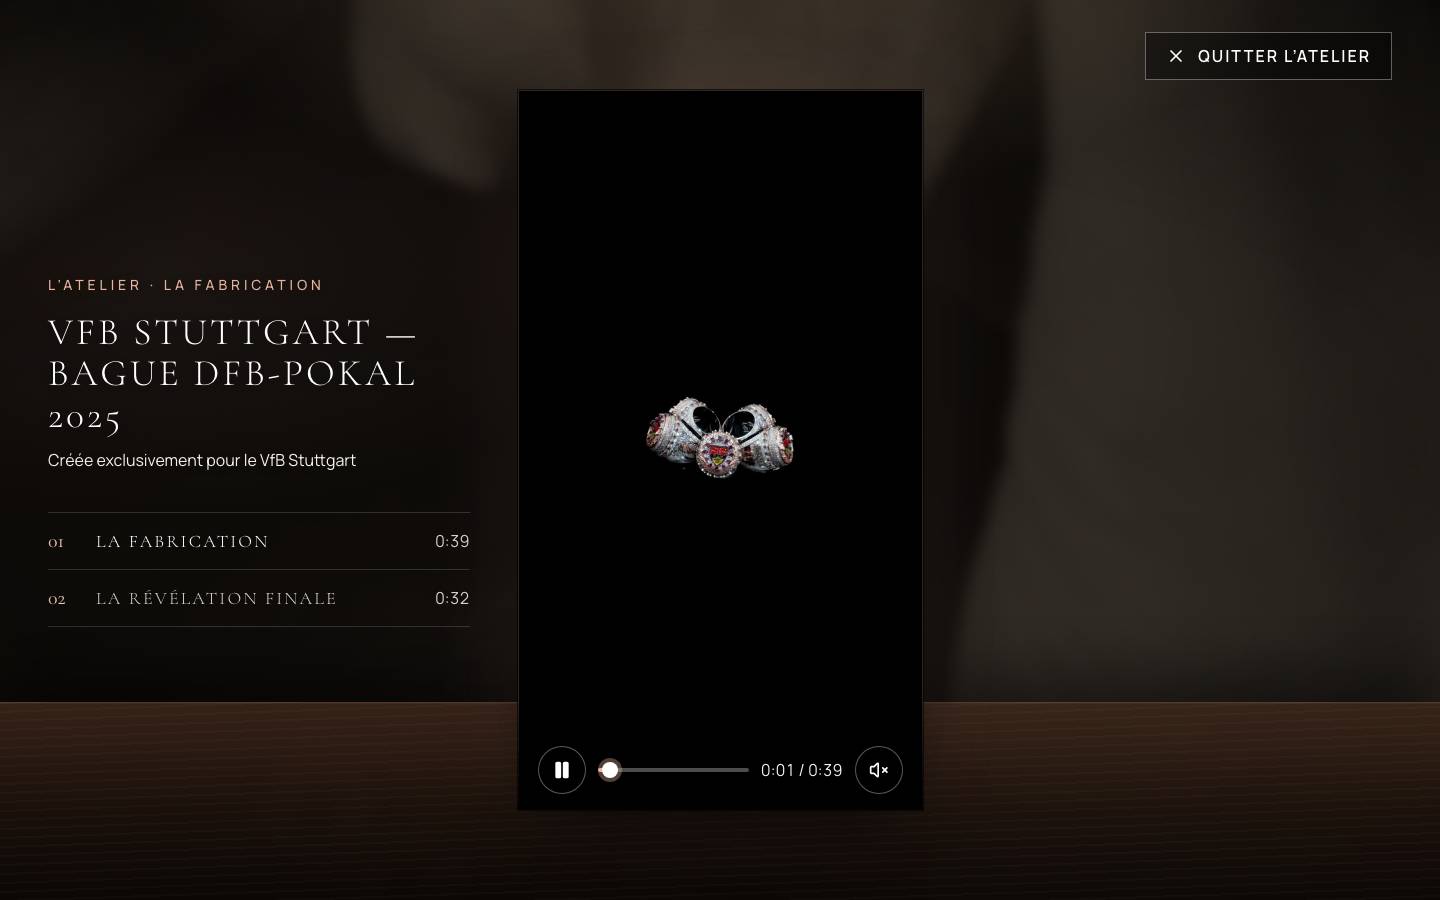 QUITTER L’ATELIER
L’ATELIER · LA FABRICATION
VFB STUTTGART —
BAGUE DFB-POKAL
2025
Créée exclusivement pour le VfB Stuttgart
01 LA FABRICATION 0:39
02 LA RÉVÉLATION FINALE 0:32
0:01 / 0:39